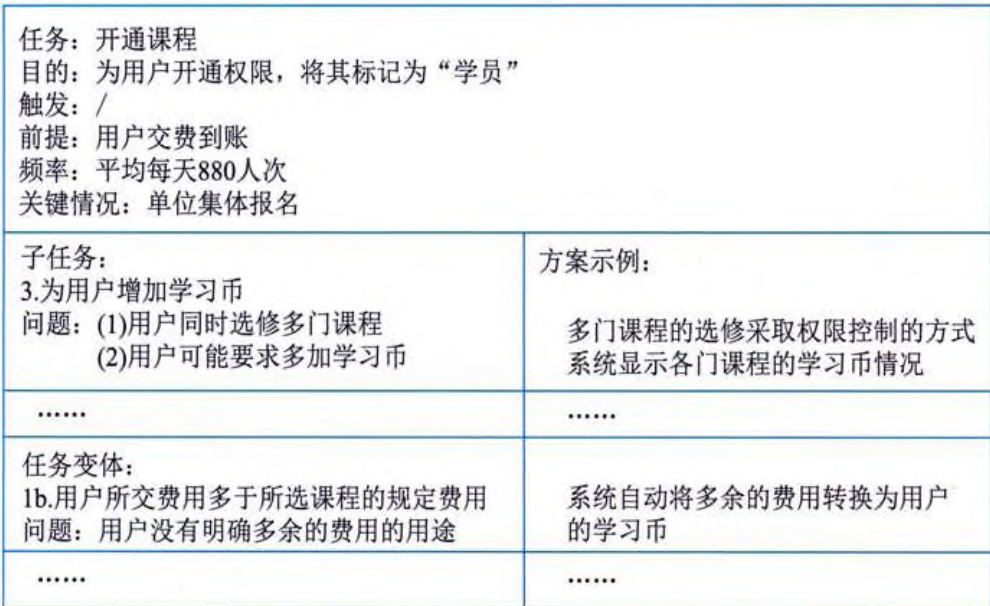 任务：开通课程
目的：为用户开通权限，将其标记为“学员”
触发：/
前提：用户交费到账
频率：平均每天880人次
关键情况：单位集体报名
子任务：
3.为用户增加学习币
问题：(1)用户同时选修多门课程
(2)用户可能要求多加学习币
方案示例：
多门课程的选修采取权限控制的方式
系统显示各门课程的学习币情况
……
……
任务变体：
1b.用户所交费用多于所选课程的规定费用
问题：用户没有明确多余的费用的用途
系统自动将多余的费用转换为用户
的学习币
……
……